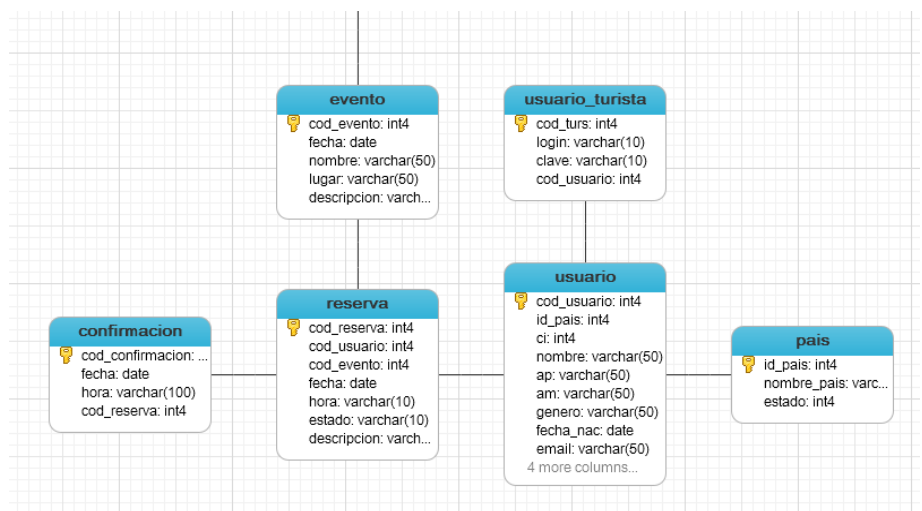 evento
cod_evento: int4
fecha: date
nombre: varchar(50)
lugar: varchar(50)
descripcion: varch...
usuario_turista
cod_turs: int4
login: varchar(10)
clave: varchar(10)
cod_usuario: int4
confirmacion
cod_confirmacion: ...
fecha: date
hora: varchar(100)
cod_reserva: int4
reserva
cod_reserva: int4
cod_usuario: int4
cod_evento: int4
fecha: date
hora: varchar(10)
estado: varchar(10)
descripcion: varch...
usuario
cod_usuario: int4
id_pais: int4
ci: int4
nombre: varchar(50)
ap: varchar(50)
am: varchar(50)
genero: varchar(50)
fecha_nac: date
email: varchar(50)
4 more columns...
pais
id_pais: int4
nombre_pais: varc...
estado: int4